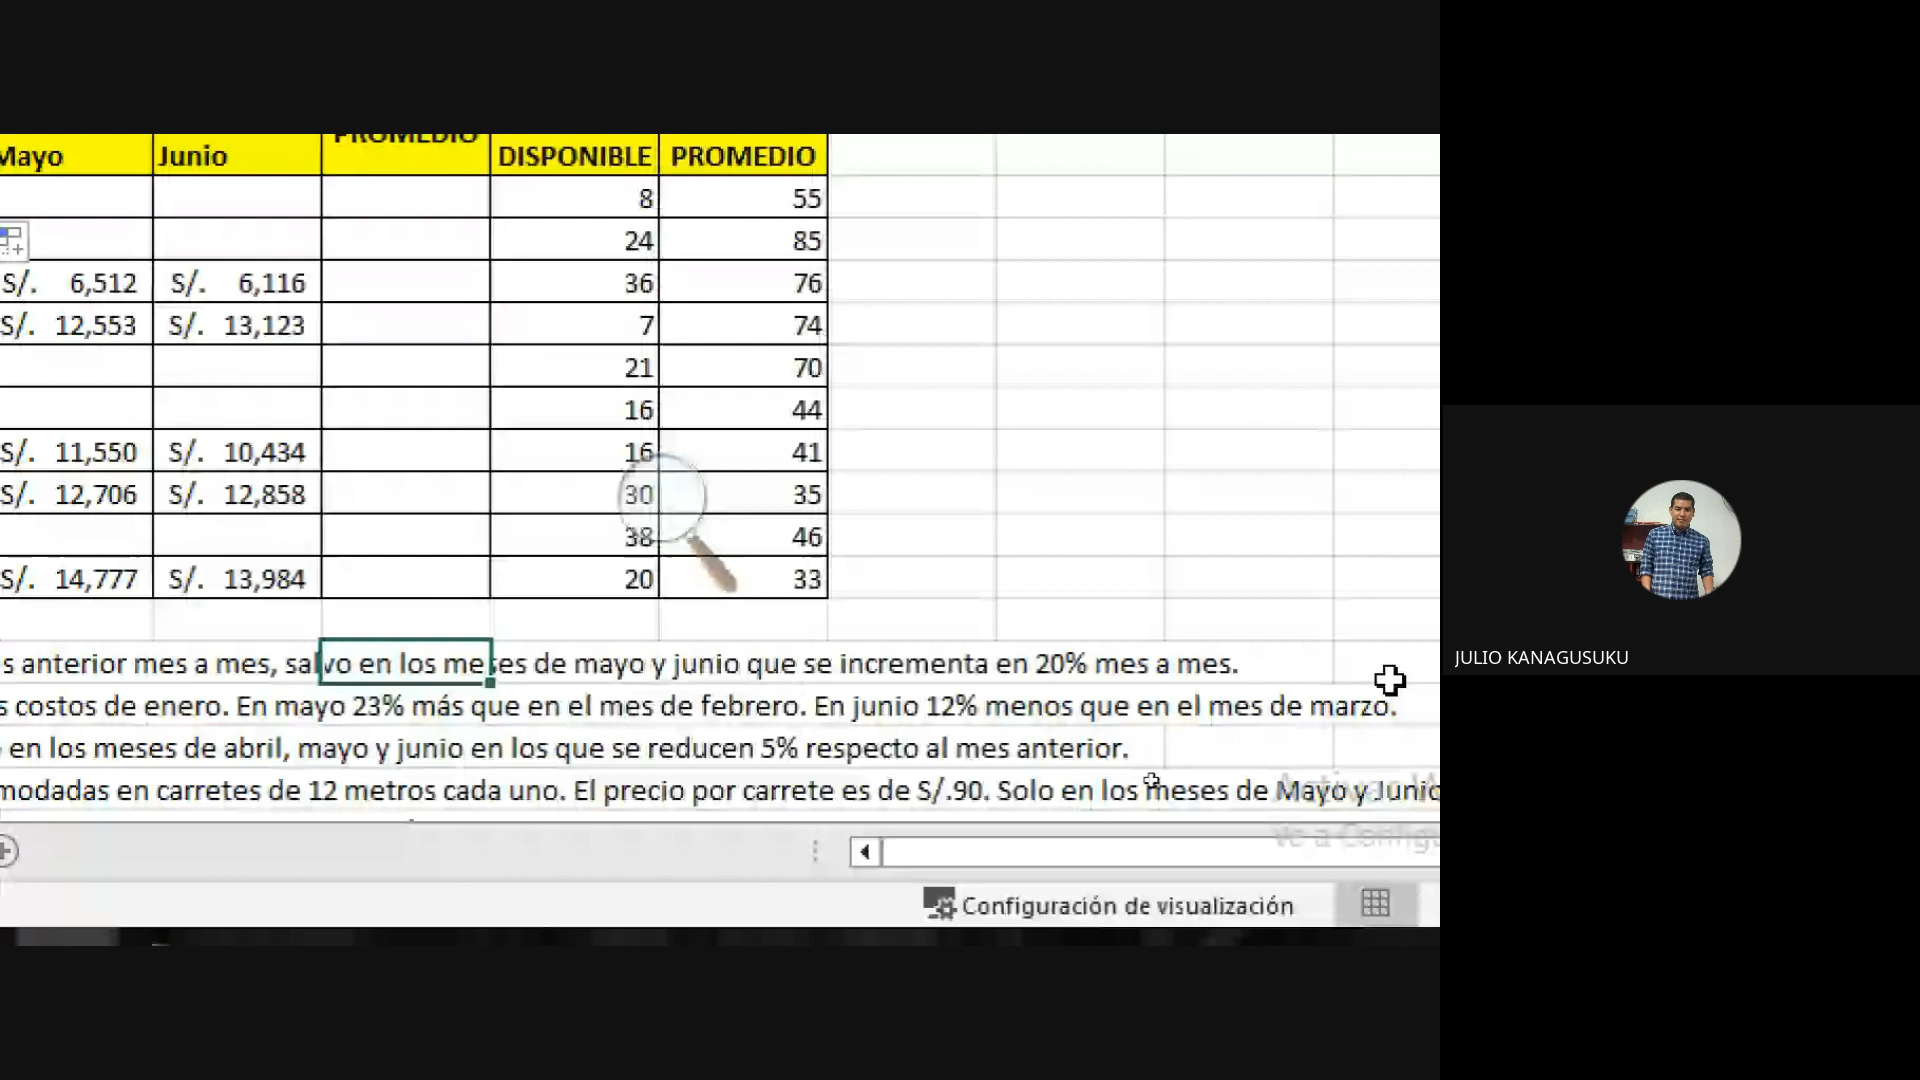 PROMEDIO
Mayo Junio DISPONIBLE PROMEDIO
8 55
24 85
S/. 6,512 S/. 6,116 36 76
S/. 12,553 S/. 13,123 7 74
21 70
16 44
S/. 11,550 S/. 10,434 16 41
S/. 12,706 S/. 12,858 30 35
38 46
S/. 14,777 S/. 13,984 20 33
s anterior mes a mes, salvo en los meses de mayo y junio que se incrementa en 20% mes a mes.
s costos de enero. En mayo 23% más que en el mes de febrero. En junio 12% menos que en el mes de marzo.
en los meses de abril, mayo y junio en los que se reducen 5% respecto al mes anterior.
modadas en carretes de 12 metros cada uno. El precio por carrete es de S/.90. Solo en los meses de Mayo y Junio
Ve a Configu
Configuración de visualización
JULIO KANAGUSUKU